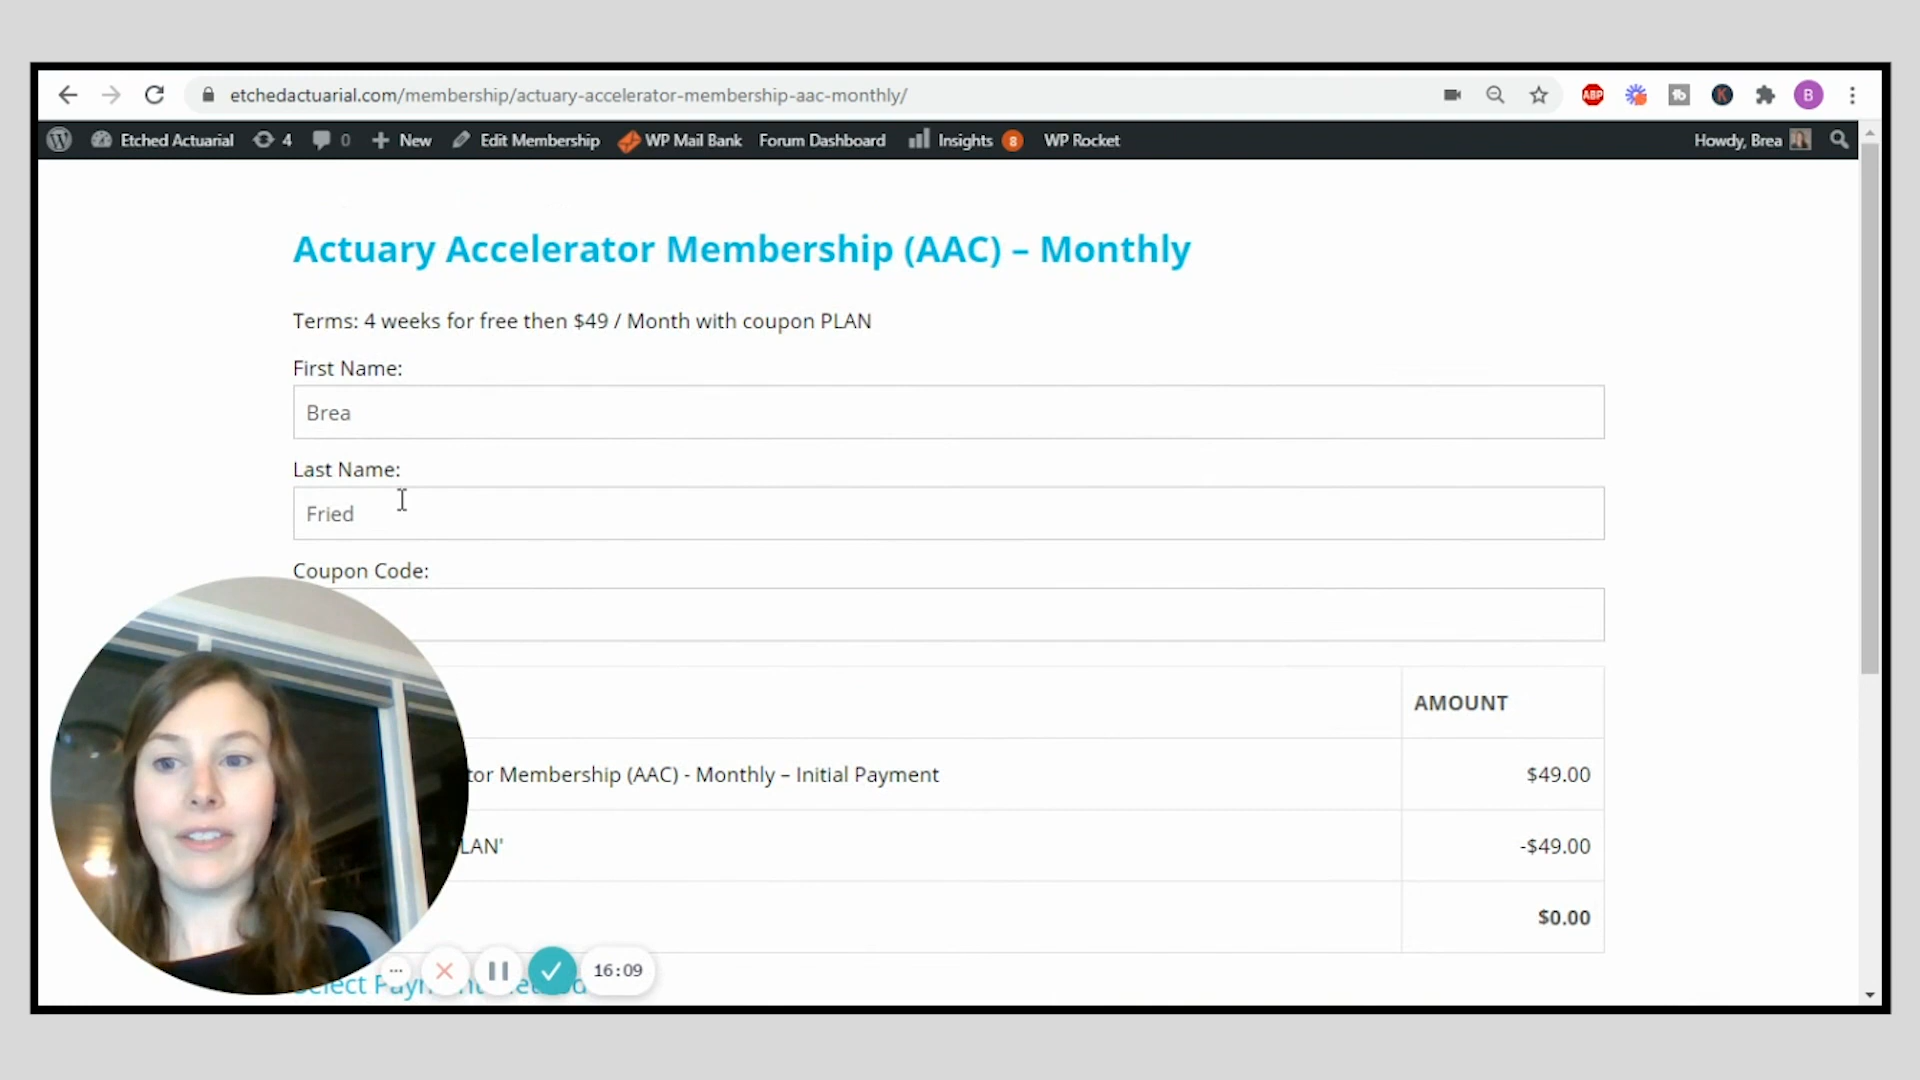 etchedactuarial.com/membership/actuary-accelerator-membership-aac-monthly/
ABP
B
Etched Actuarial 4 0 New Edit Membership WP Mail Bank Forum Dashboard Insights 8 WP Rocket Howdy, Brea
Actuary Accelerator Membership (AAC) – Monthly
Terms: 4 weeks for free then $49 / Month with coupon PLAN
First Name:
Brea
Last Name:
Fried
Coupon Code:
AMOUNT
tor Membership (AAC) - Monthly – Initial Payment $49.00
LAN' -$49.00
$0.00
16:09